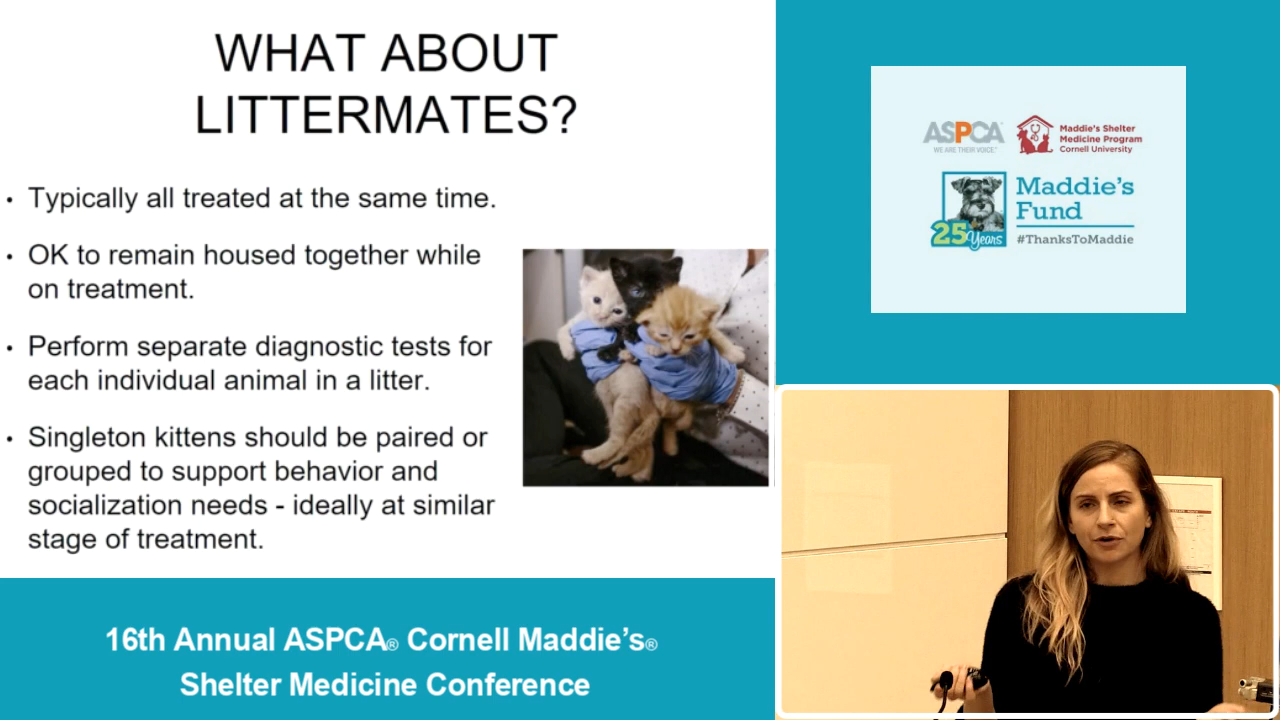 WHAT ABOUT
LITTERMATES?
• Typically all treated at the same time.
• OK to remain housed together while
on treatment.
• Perform separate diagnostic tests for
each individual animal in a litter.
• Singleton kittens should be paired or
grouped to support behavior and
socialization needs - ideally at similar
stage of treatment.
16th Annual ASPCA® Cornell Maddie’s®
Shelter Medicine Conference
ASPCA
WE ARE THEIR VOICE.
Maddie's Shelter
Medicine Program
Cornell University
25 Years
Maddie's
Fund
#ThanksToMaddie